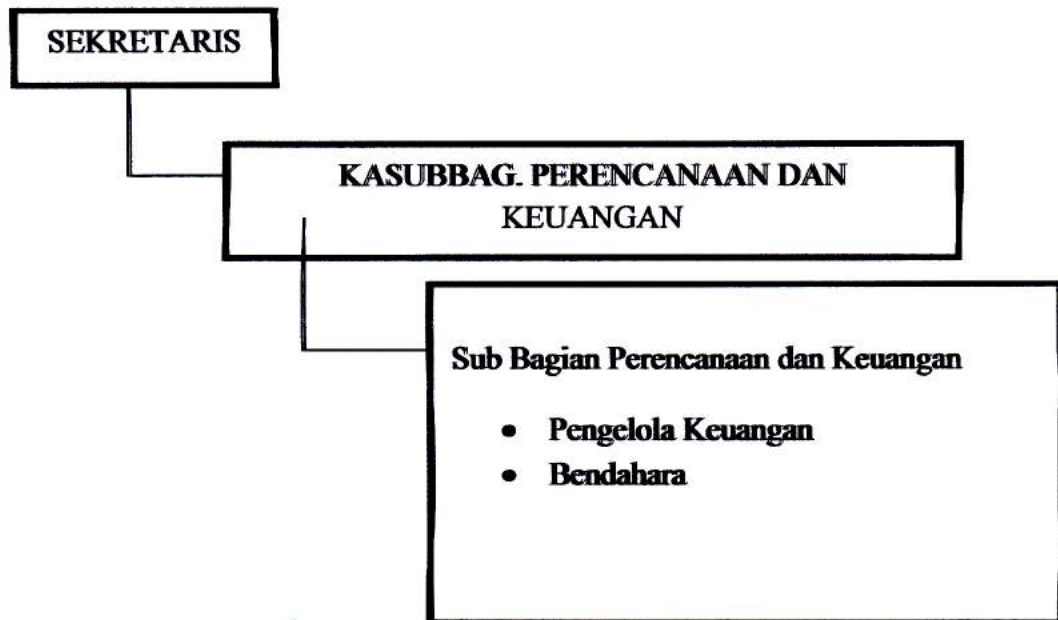 SEKRETARIS
KASUBBAG. PERENCANAAN DAN
KEUANGAN
Sub Bagian Perencanaan dan Keuangan
• Pengelola Keuangan
• Bendahara